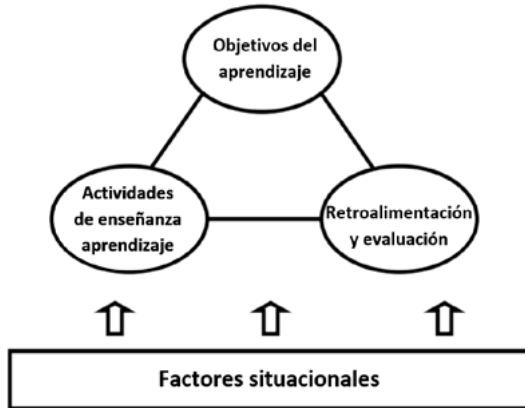 Objetivos del
aprendizaje
Actividades
de enseñanza
aprendizaje
Retroalimentación
y evaluación
Factores situacionales